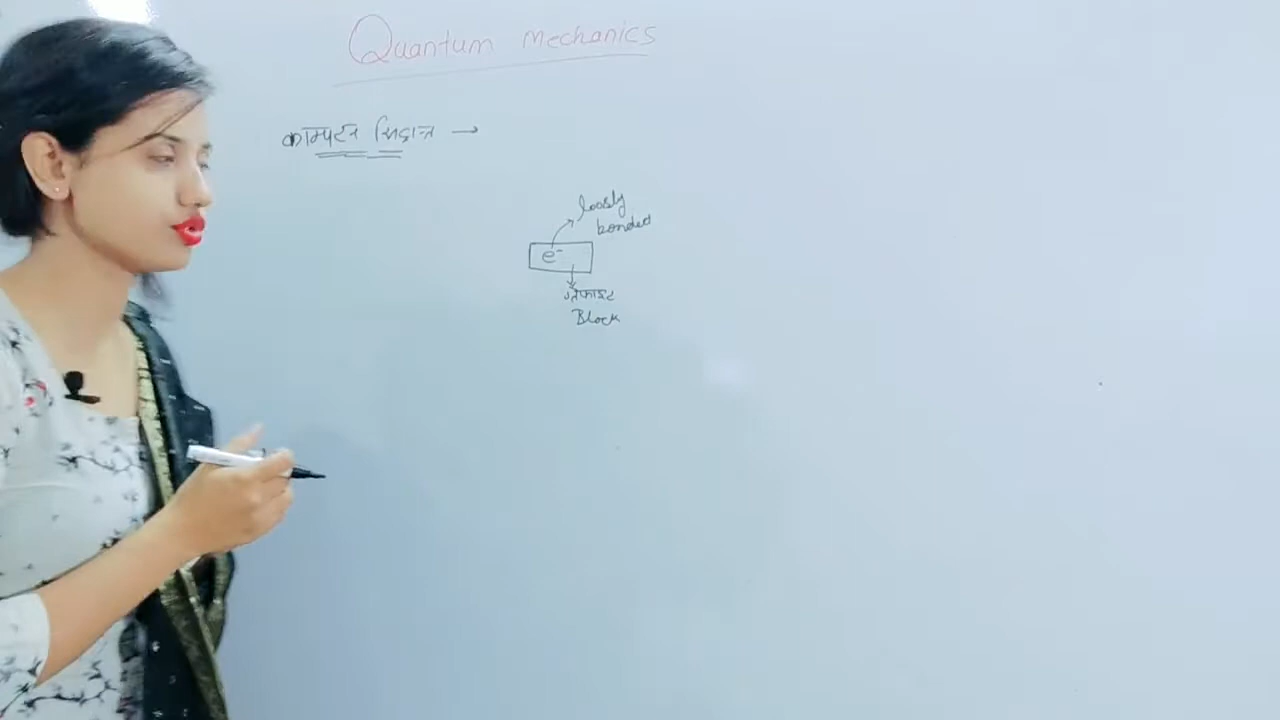 Quantum Mechanics
काम्पटन सिद्धान्त →
loosly
bonded
e⁻
ग्रेफाइट
Block